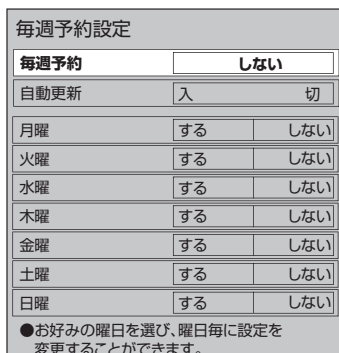 毎週予約設定
毎週予約 しない
自動更新 入 切
月曜 する しない
火曜 する しない
水曜 する しない
木曜 する しない
金曜 する しない
土曜 する しない
日曜 する しない
●お好みの曜日を選び、曜日毎に設定を
変更することができます。